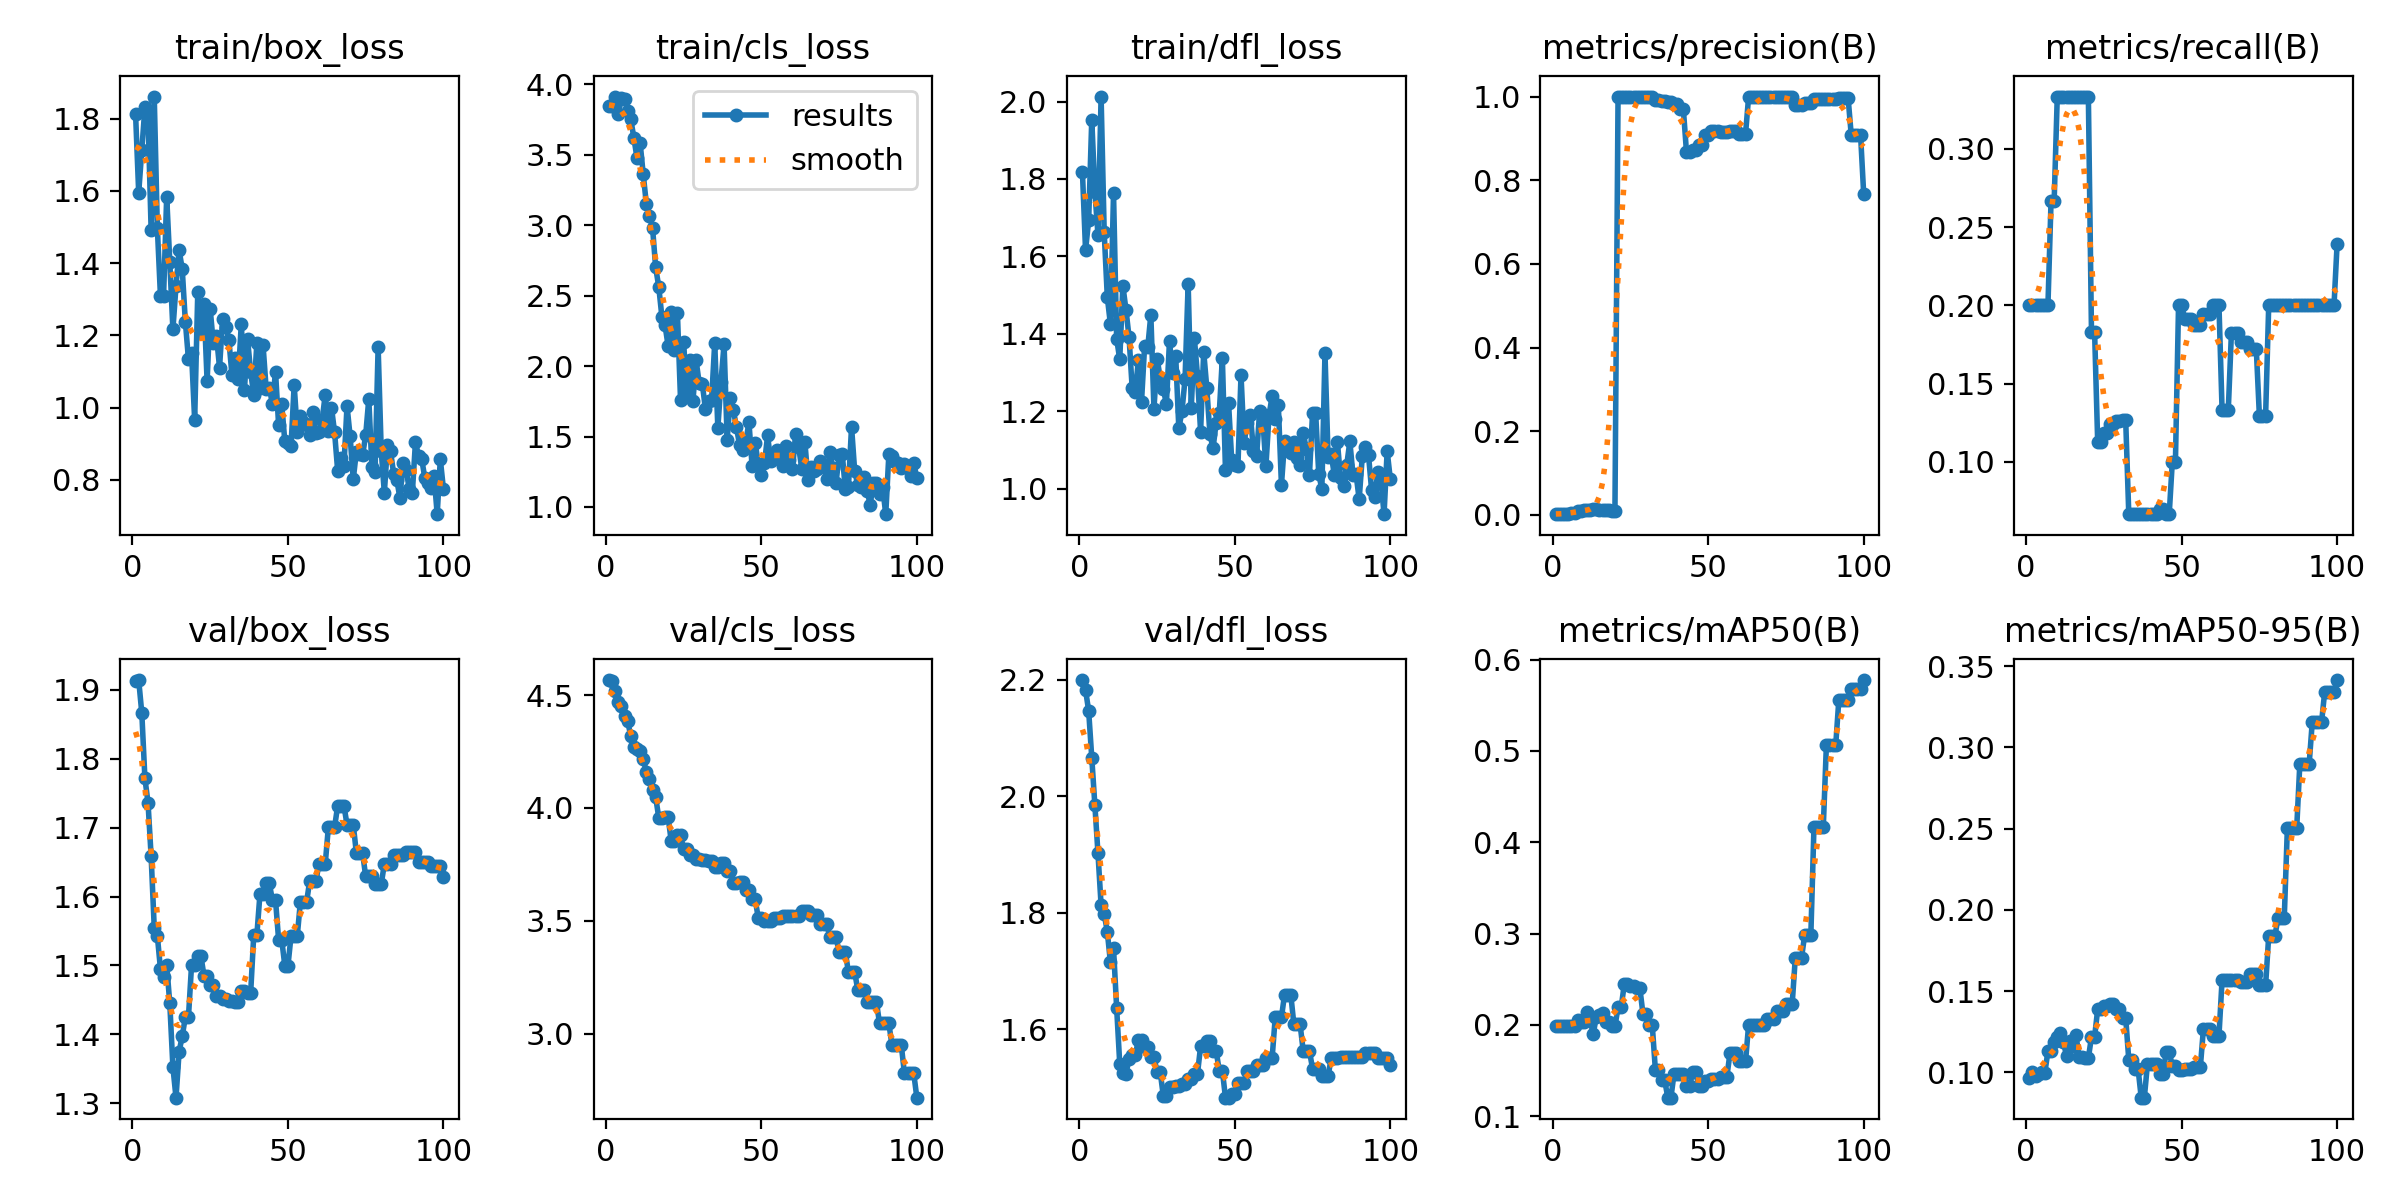 train/box_loss
1.8
1.6
1.4
1.2
1.0
0.8
0 50 100
train/cls_loss
4.0
3.5
3.0
2.5
2.0
1.5
1.0
0 50 100
results
smooth
train/dfl_loss
2.0
1.8
1.6
1.4
1.2
1.0
0 50 100
metrics/precision(B)
1.0
0.8
0.6
0.4
0.2
0.0
0 50 100
metrics/recall(B)
0.30
0.25
0.20
0.15
0.10
0 50 100
val/box_loss
1.9
1.8
1.7
1.6
1.5
1.4
1.3
0 50 100
val/cls_loss
4.5
4.0
3.5
3.0
0 50 100
val/dfl_loss
2.2
2.0
1.8
1.6
0 50 100
metrics/mAP50(B)
0.6
0.5
0.4
0.3
0.2
0.1
0 50 100
metrics/mAP50-95(B)
0.35
0.30
0.25
0.20
0.15
0.10
0 50 100